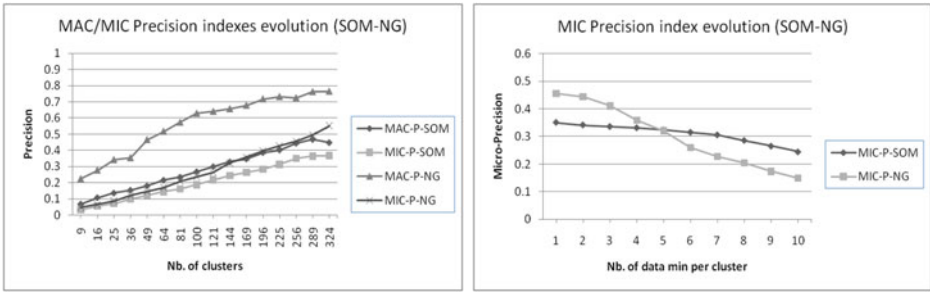 MAC/MIC Precision indexes evolution (SOM-NG)
Precision
1
0.9
0.8
0.7
0.6
0.5
0.4
0.3
0.2
0.1
0
9 16 25 36 49 64 81 100 121 144 169 196 225 256 289 324
Nb. of clusters
MAC-P-SOM
MIC-P-SOM
MAC-P-NG
MIC-P-NG
MIC Precision index evolution (SOM-NG)
Micro-Precision
0.6
0.5
0.4
0.3
0.2
0.1
0
1 2 3 4 5 6 7 8 9 10
Nb. of data min per cluster
MIC-P-SOM
MIC-P-NG